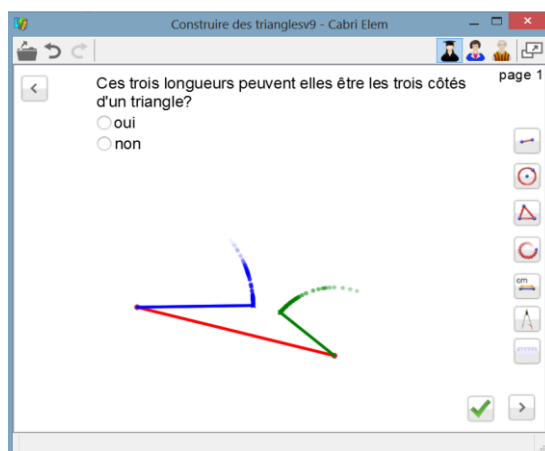 Construire des trianglesv9 - Cabri Elem
page 1
Ces trois longueurs peuvent elles être les trois côtés
d'un triangle?
oui
non
cm